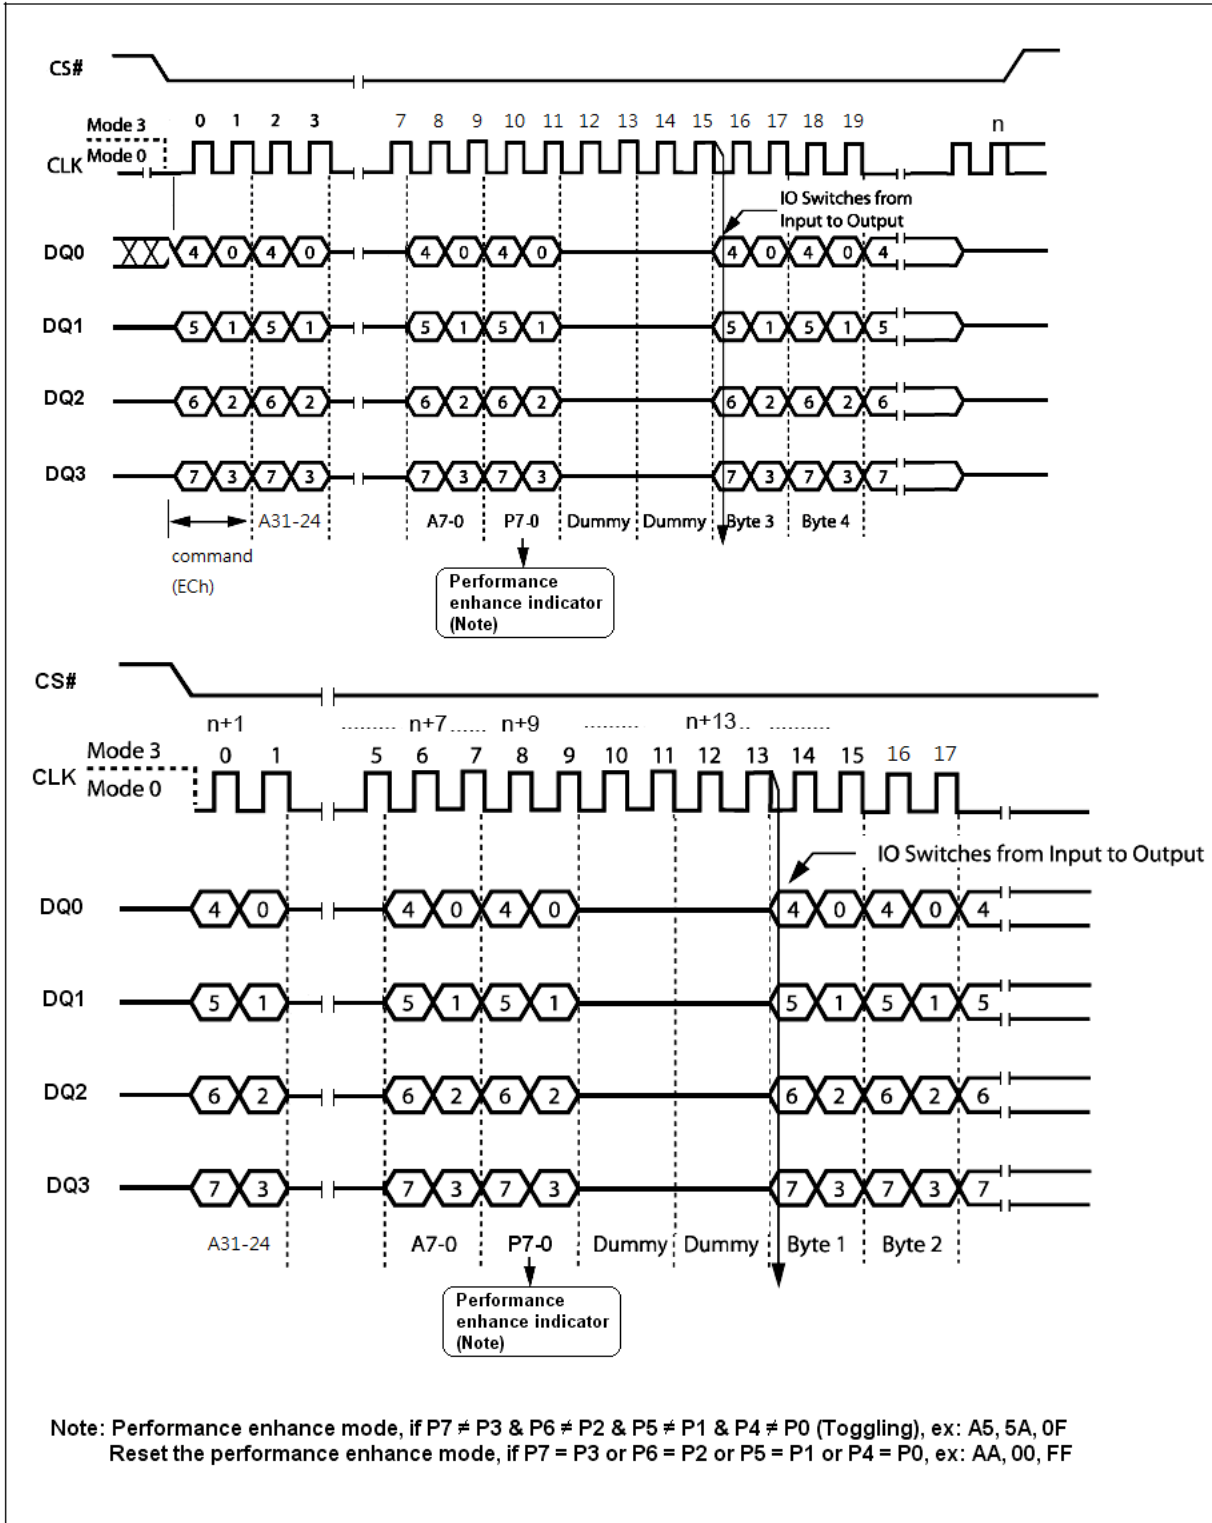 CS#
Mode 3
0 1 2 3 7 8 9 10 11 12 13 14 15 16 17 18 19 n
Mode 0
CLK
IO Switches from
Input to Output
DQ0 4 0 4 0 4 0 4 0 4 0 4 0 4
DQ1 5 1 5 1 5 1 5 1 5 1 5 1 5
DQ2 6 2 6 2 6 2 6 2 6 2 6 2 6
DQ3 7 3 7 3 7 3 7 3 7 3 7 3 7
A31-24 A7-0 P7-0 Dummy Dummy Byte 3 Byte 4
command
(ECh)
Performance
enhance indicator
(Note)
CS#
n+1 ......... n+7 ...... n+9 ......... n+13 .. ..........
Mode 3
0 1 5 6 7 8 9 10 11 12 13 14 15 16 17
CLK
Mode 0
IO Switches from Input to Output
DQ0 4 0 4 0 4 0 4 0 4 0 4
DQ1 5 1 5 1 5 1 5 1 5 1 5
DQ2 6 2 6 2 6 2 6 2 6 2 6
DQ3 7 3 7 3 7 3 7 3 7 3 7
A31-24 A7-0 P7-0 Dummy Dummy Byte 1 Byte 2
Performance
enhance indicator
(Note)
Note: Performance enhance mode, if P7 ≠ P3 & P6 ≠ P2 & P5 ≠ P1 & P4 ≠ P0 (Toggling), ex: A5, 5A, 0F
Reset the performance enhance mode, if P7 = P3 or P6 = P2 or P5 = P1 or P4 = P0, ex: AA, 00, FF